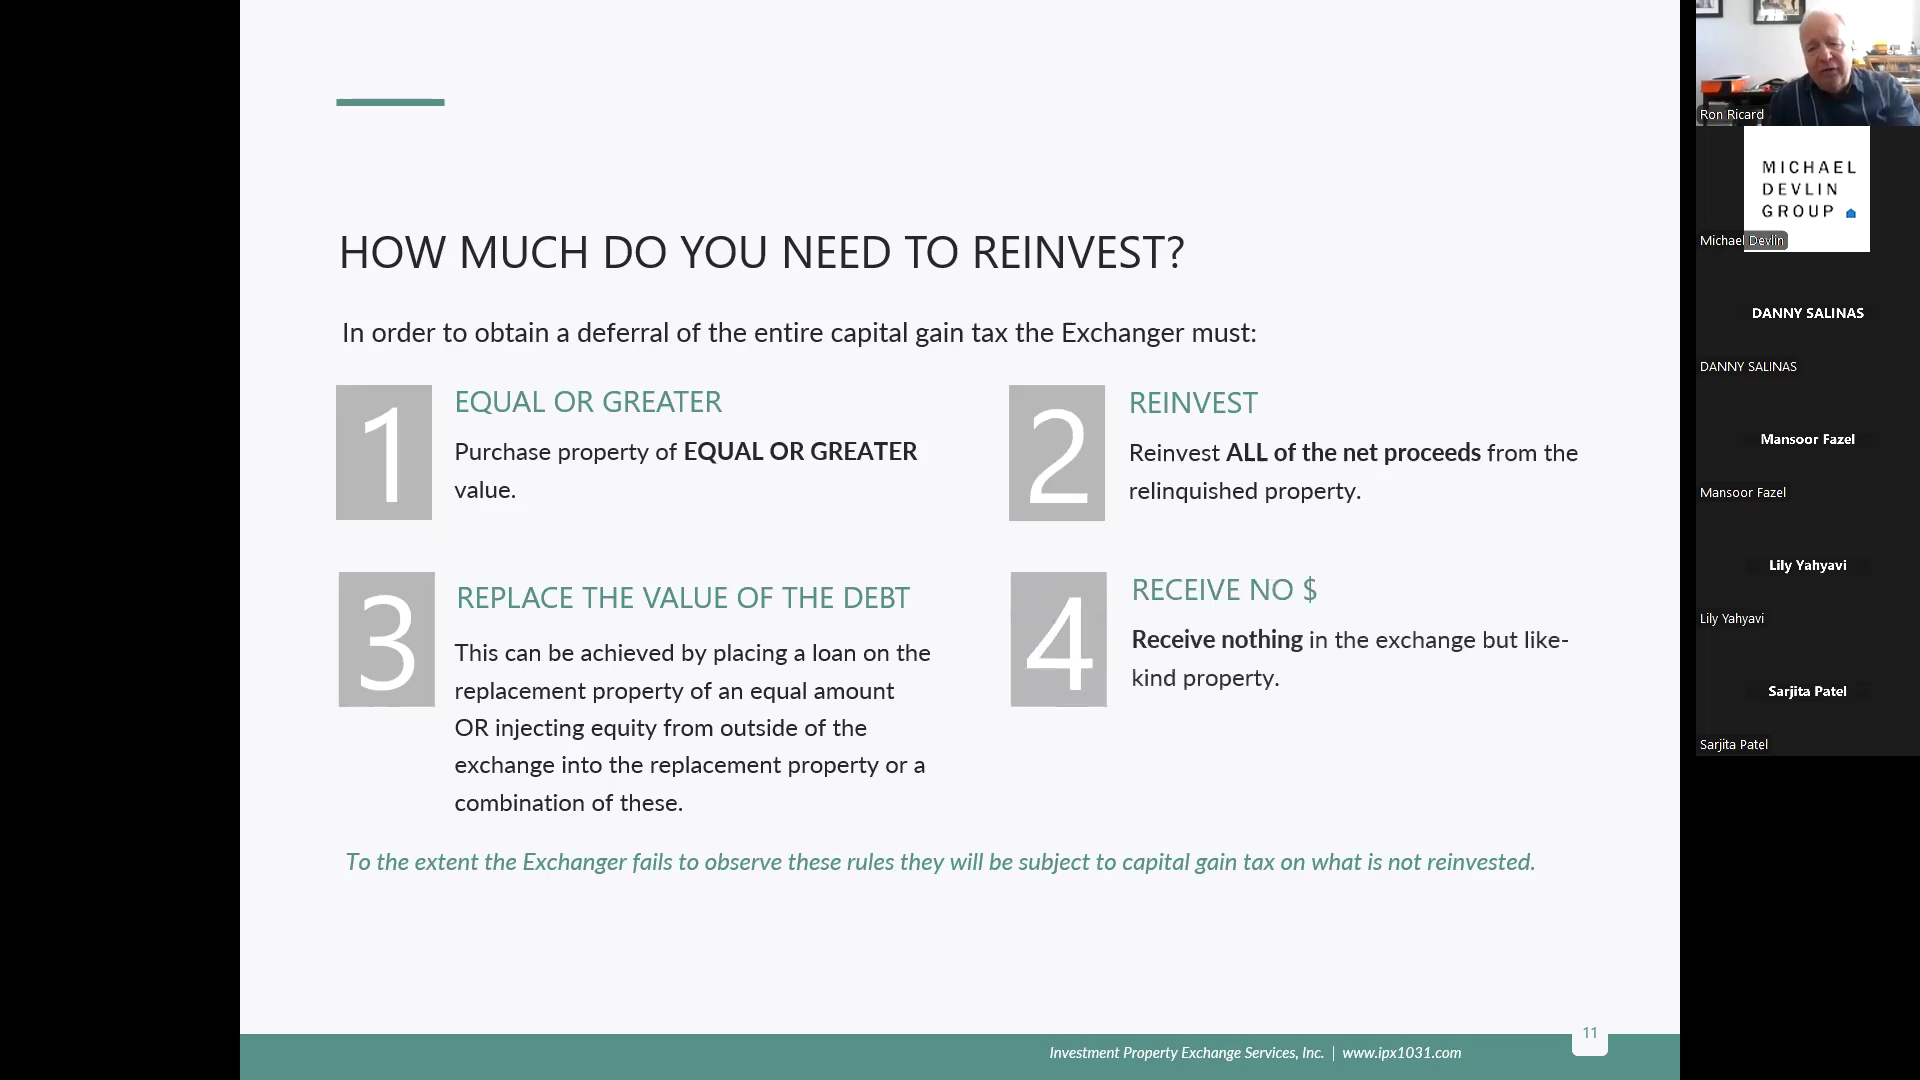 HOW MUCH DO YOU NEED TO REINVEST?
In order to obtain a deferral of the entire capital gain tax the Exchanger must:
1
EQUAL OR GREATER
Purchase property of EQUAL OR GREATER
value.
2
REINVEST
Reinvest ALL of the net proceeds from the
relinquished property.
3
REPLACE THE VALUE OF THE DEBT
This can be achieved by placing a loan on the
replacement property of an equal amount
OR injecting equity from outside of the
exchange into the replacement property or a
combination of these.
4
RECEIVE NO $
Receive nothing in the exchange but like-
kind property.
To the extent the Exchanger fails to observe these rules they will be subject to capital gain tax on what is not reinvested.
Investment Property Exchange Services, Inc. | www.ipx1031.com
11
Ron Ricard
MICHAEL
DEVLIN
GROUP
Michael Devlin
DANNY SALINAS
DANNY SALINAS
Mansoor Fazel
Mansoor Fazel
Lily Yahyavi
Lily Yahyavi
Sarjita Patel
Sarjita Patel